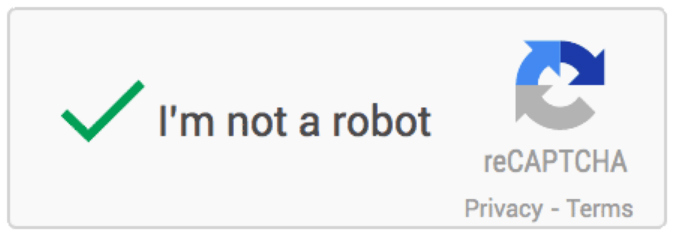 I'm not a robot
reCAPTCHA
Privacy - Terms